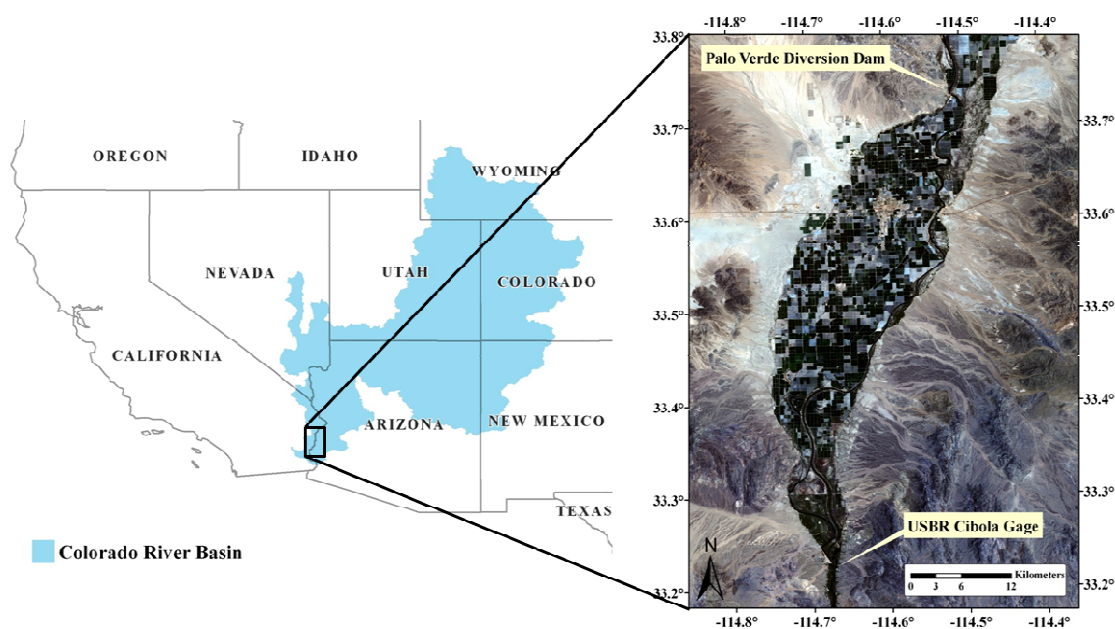 OREGON
IDAHO
WYOMING
NEVADA
UTAH
COLORADO
CALIFORNIA
ARIZONA
NEW MEXICO
TEXAS
Colorado River Basin
-114.8° -114.7° -114.6° -114.5° -114.4°
33.8°
33.7°
33.6°
33.5°
33.4°
33.3°
33.2°
Palo Verde Diversion Dam
USBR Cibola Gage
N
Kilometers
0 3 6 12
33.7°
33.6°
33.5°
33.4°
33.3°
33.2°
-114.8° -114.7° -114.6° -114.5° -114.4°